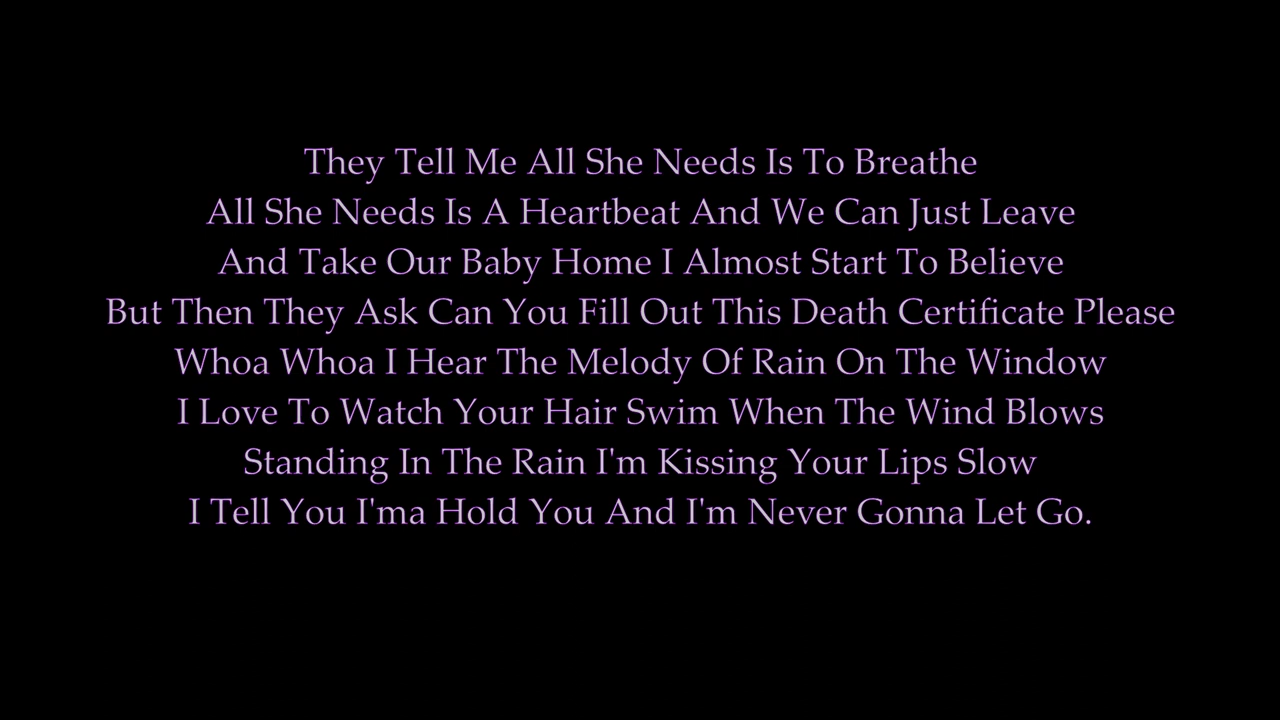 They Tell Me All She Needs Is To Breathe
All She Needs Is A Heartbeat And We Can Just Leave
And Take Our Baby Home I Almost Start To Believe
But Then They Ask Can You Fill Out This Death Certificate Please
Whoa Whoa I Hear The Melody Of Rain On The Window
I Love To Watch Your Hair Swim When The Wind Blows
Standing In The Rain I'm Kissing Your Lips Slow
I Tell You I'ma Hold You And I'm Never Gonna Let Go.